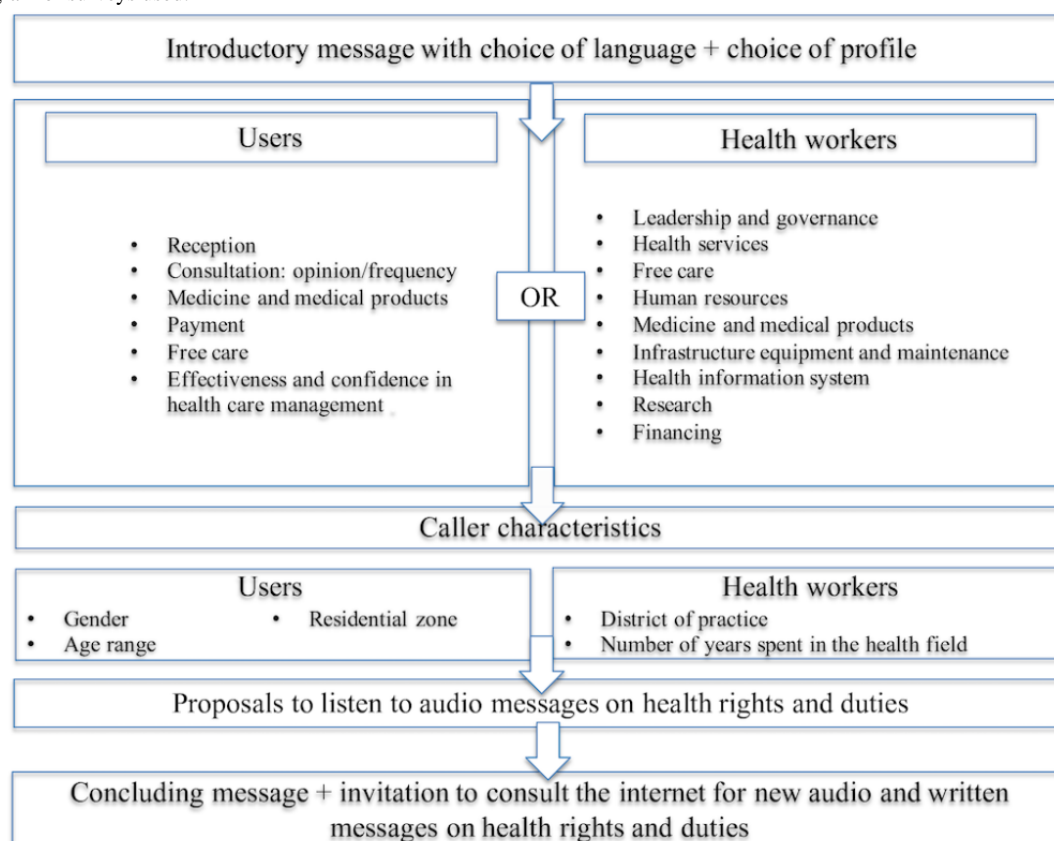 Introductory message with choice of language + choice of profile
Users
• Reception
• Consultation: opinion/frequency
• Medicine and medical products
• Payment
• Free care
• Effectiveness and confidence in
health care management
OR
Health workers
• Leadership and governance
• Health services
• Free care
• Human resources
• Medicine and medical products
• Infrastructure equipment and maintenance
• Health information system
• Research
• Financing
Caller characteristics
Users
• Gender
• Age range
• Residential zone
Health workers
• District of practice
• Number of years spent in the health field
Proposals to listen to audio messages on health rights and duties
Concluding message + invitation to consult the internet for new audio and written
messages on health rights and duties